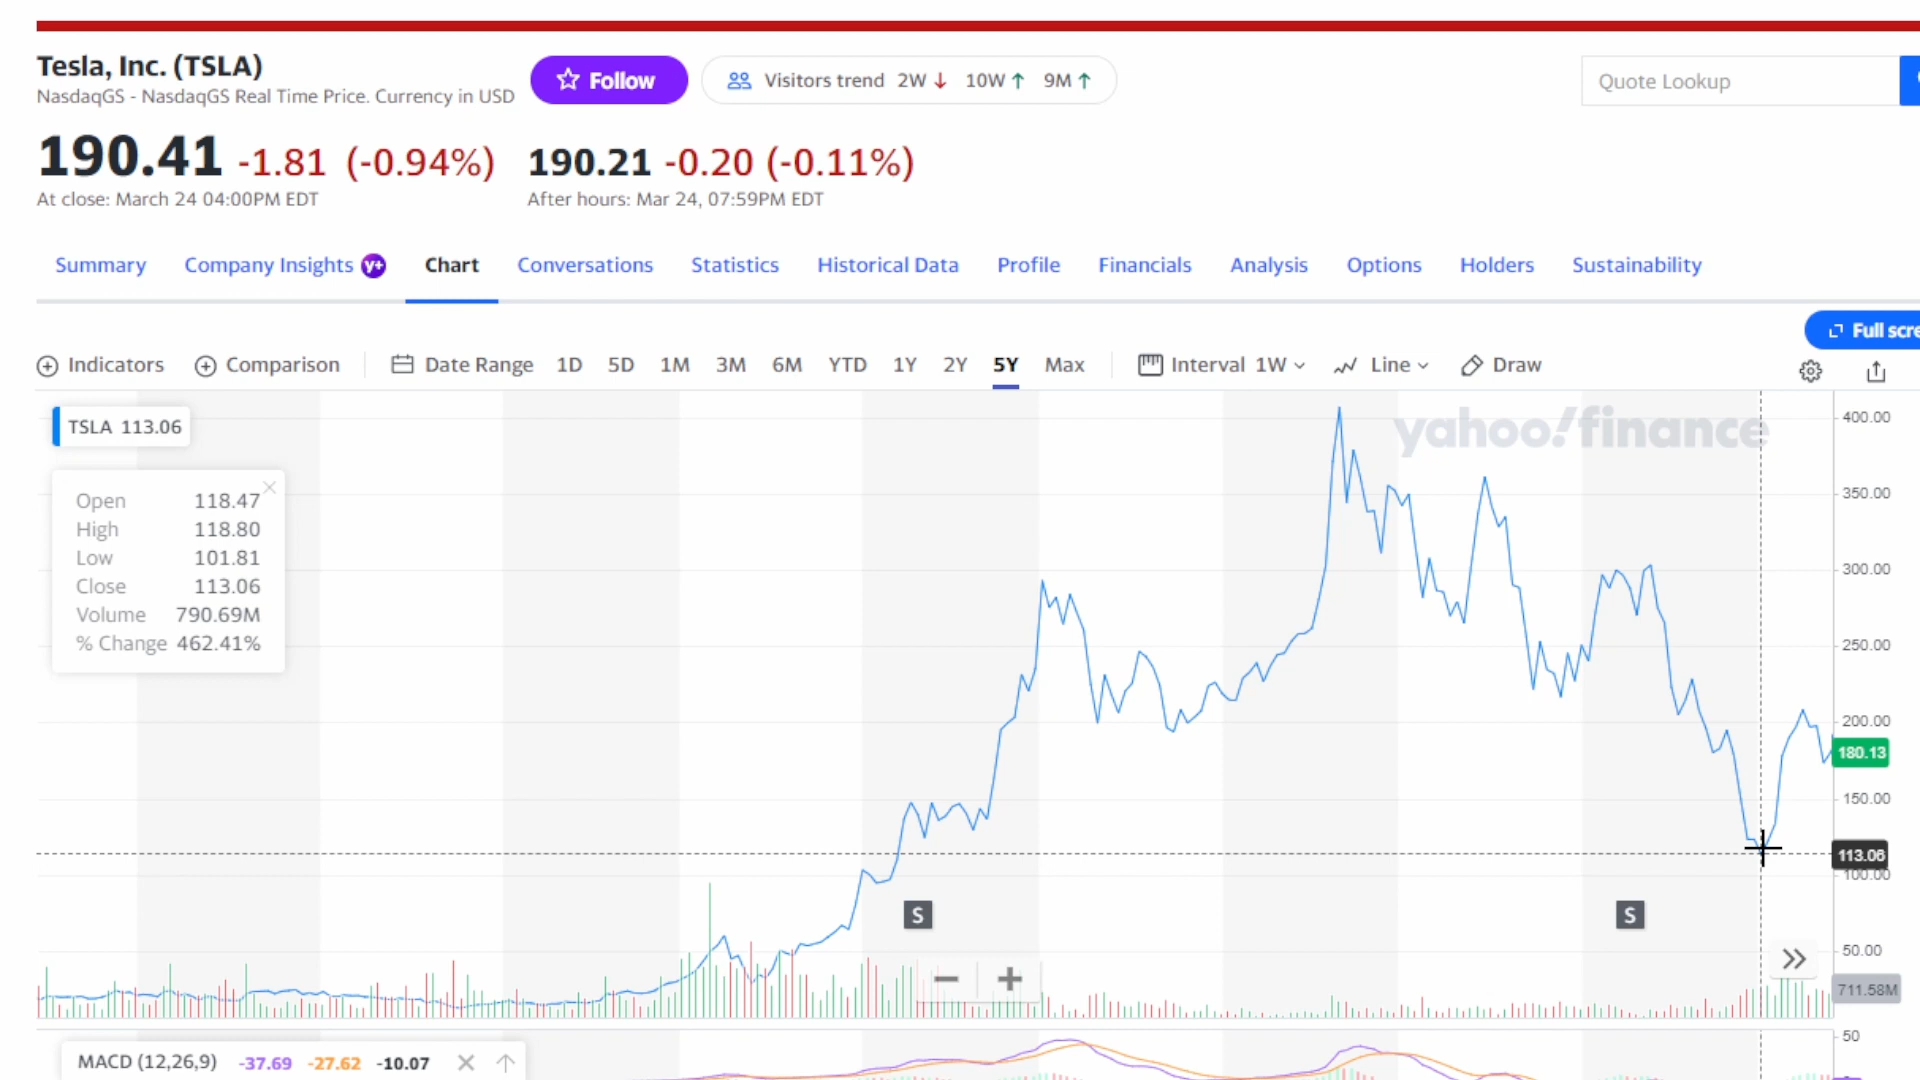 Tesla, Inc. (TSLA)
NasdaqGS - NasdaqGS Real Time Price. Currency in USD
Follow
Visitors trend 2W 10W 9M
Quote Lookup
190.41 -1.81 (-0.94%) 190.21 -0.20 (-0.11%)
At close: March 24 04:00PM EDT After hours: Mar 24, 07:59PM EDT
Summary Company Insights y+ Chart Conversations Statistics Historical Data Profile Financials Analysis Options Holders Sustainability
Full scre
Indicators Comparison Date Range 1D 5D 1M 3M 6M YTD 1Y 2Y 5Y Max Interval 1W Line Draw
TSLA 113.06
yahoo!finance
Open 118.47
High 118.80
Low 101.81
Close 113.06
Volume 790.69M
% Change 462.41%
400.00
350.00
300.00
250.00
200.00
180.13
150.00
113.06
100.00
50.00
711.58M
S
S
50
MACD (12,26,9) -37.69 -27.62 -10.07